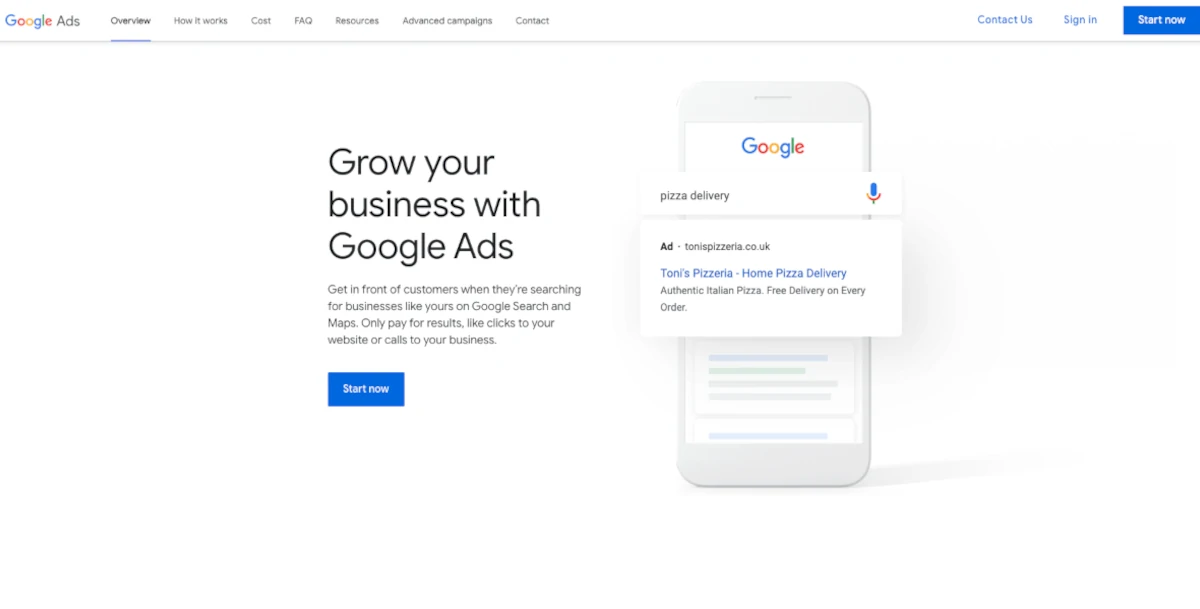 Google Ads Overview How it works Cost FAQ Resources Advanced campaigns Contact Contact Us Sign in Start now
Grow your
business with
Google Ads
Get in front of customers when they're searching
for businesses like yours on Google Search and
Maps. Only pay for results, like clicks to your
website or calls to your business.
Start now
Google
pizza delivery
Ad · tonispizzeria.co.uk
Toni's Pizzeria - Home Pizza Delivery
Authentic Italian Pizza. Free Delivery on Every
Order.